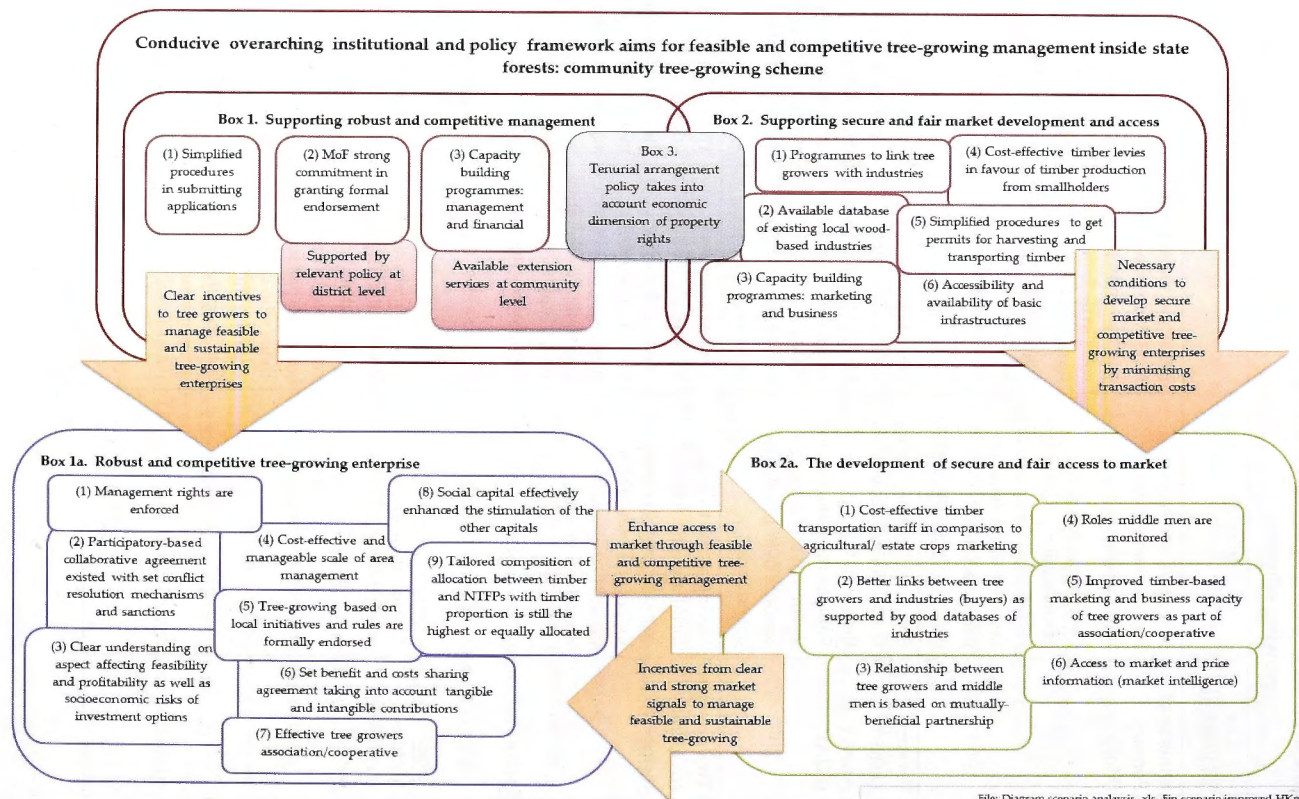 Conducive overarching institutional and policy framework aims for feasible and competitive tree-growing management inside state
forests: community tree-growing scheme
Box 1. Supporting robust and competitive management
(1) Simplified
procedures
in submitting
applications
(2) MoF strong
commitment in
granting formal
endorsement
Supported by
relevant policy at
district level
(3) Capacity
building
programmes:
management
and financial
Available extension
services at community
level
Box 3.
Tenurial arrangement
policy takes into
account economic
dimension of property
rights
Box 2. Supporting secure and fair market development and access
(1) Programmes to link tree
growers with industries
(2) Available database
of existing local wood-
based industries
(3) Capacity building
programmes: marketing
and business
(4) Cost-effective timber levies
in favour of timber production
from smallholders
(5) Simplified procedures to get
permits for harvesting and
transporting timber
(6) Accessibility and
availability of basic
infrastructures
Clear incentives
to tree growers to
manage feasible
and sustainable
tree-growing
enterprises
Necessary
conditions to
develop secure
market and
competitive tree-
growing enterprises
by minimising
transaction costs
Box 1a. Robust and competitive tree-growing enterprise
(1) Management rights are
enforced
(2) Participatory-based
collaborative agreement
existed with set conflict
resolution mechanisms
and sanctions
(3) Clear understanding on
aspect affecting feasibility
and profitability as well as
socioeconomic risks of
investment options
(4) Cost-effective and
manageable scale of area
management
(5) Tree-growing based on
local initiatives and rules are
formally endorsed
(6) Set benefit and costs sharing
agreement taking into account tangible
and intangible contributions
(7) Effective tree growers
association/cooperative
(8) Social capital effectively
enhanced the stimulation of the
other capitals
(9) Tailored composition of
allocation between timber
and NTFPs with timber
proportion is still the
highest or equally allocated
Enhance access to
market through feasible
and competitive tree-
growing management
Incentives from clear
and strong market
signals to manage
feasible and sustainable
tree-growing
Box 2a. The development of secure and fair access to market
(1) Cost-effective timber
transportation tariff in comparison to
agricultural/ estate crops marketing
(2) Better links between tree
growers and industries (buyers) as
supported by good databases of
industries
(3) Relationship between
tree growers and middle
men is based on mutually-
beneficial partnership
(4) Roles middle men are
monitored
(5) Improved timber-based
marketing and business capacity
of tree growers as part of
association/cooperative
(6) Access to market and price
information (market intelligence)
File: Diagram scenario